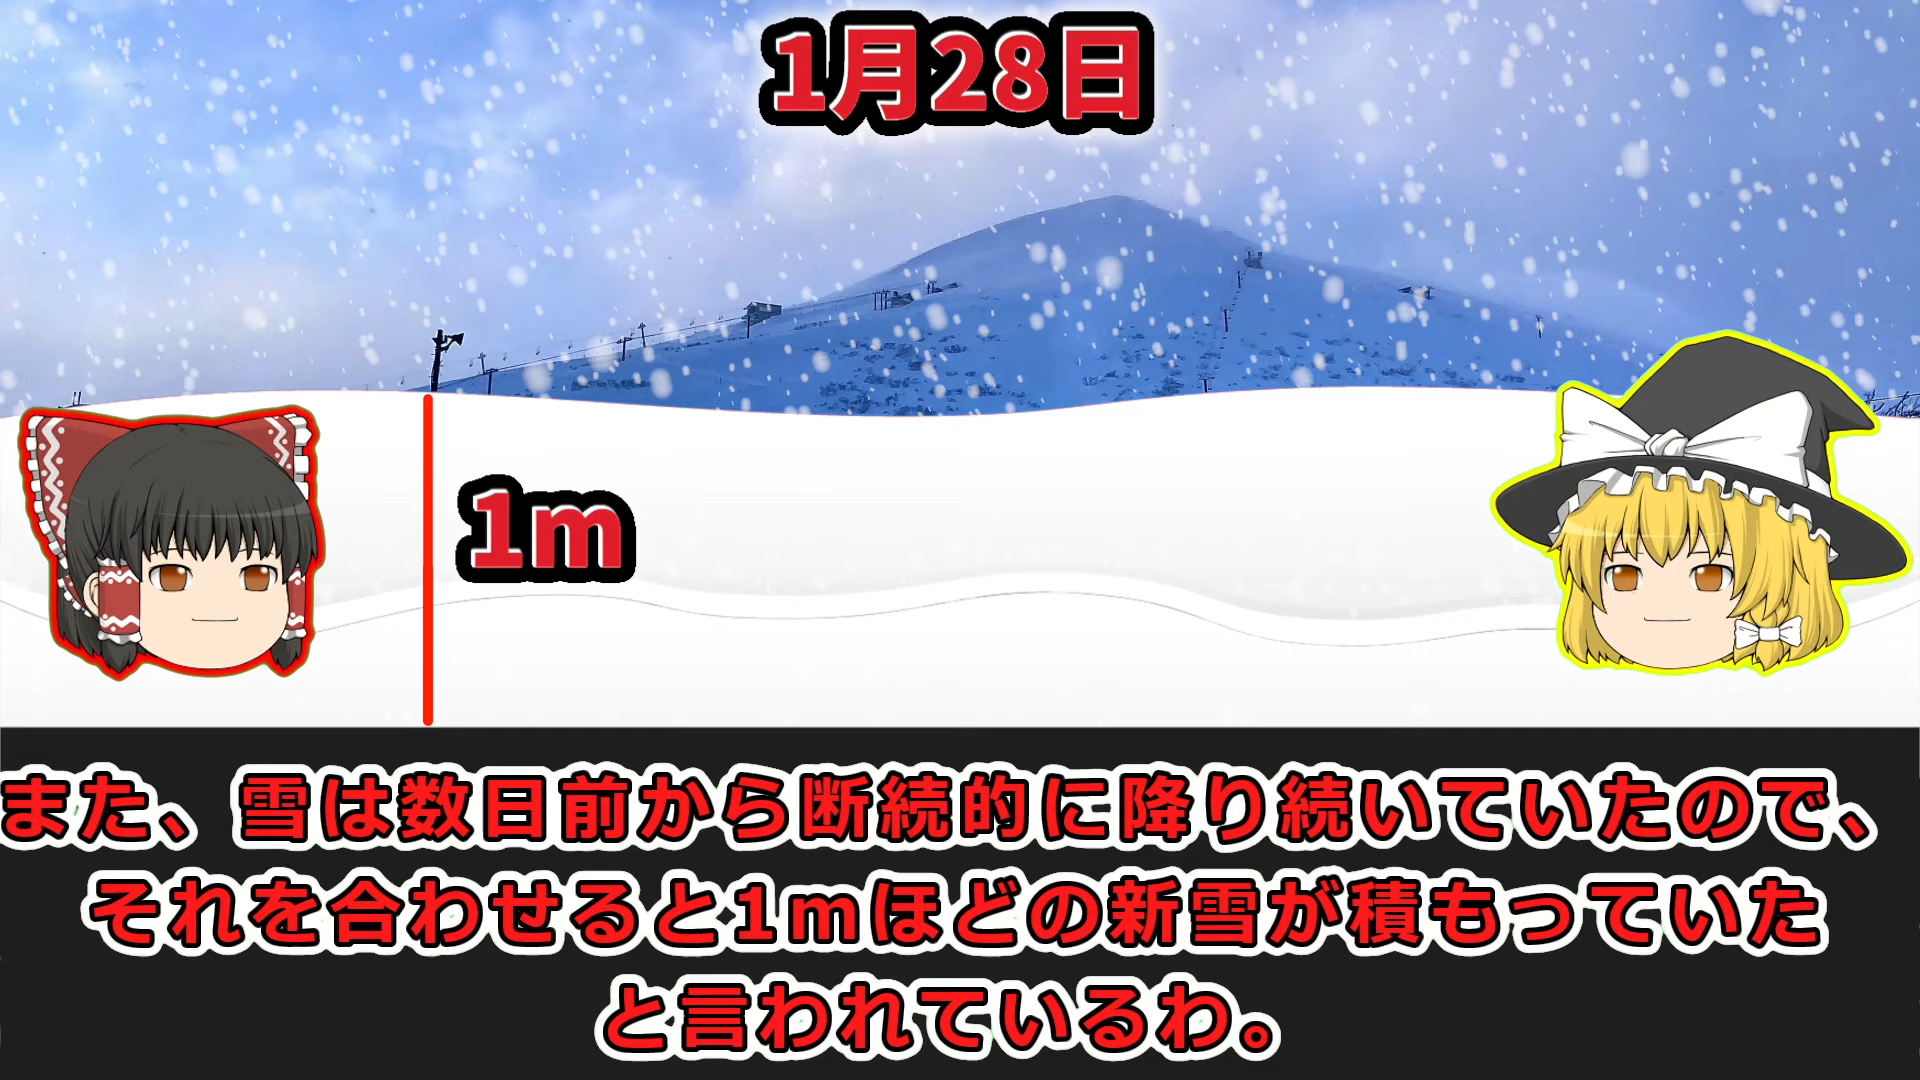 1月28日
1m
また、雪は数日前から断続的に降り続いていたので、
それを合わせると1mほどの新雪が積もっていた
と言われているわ。